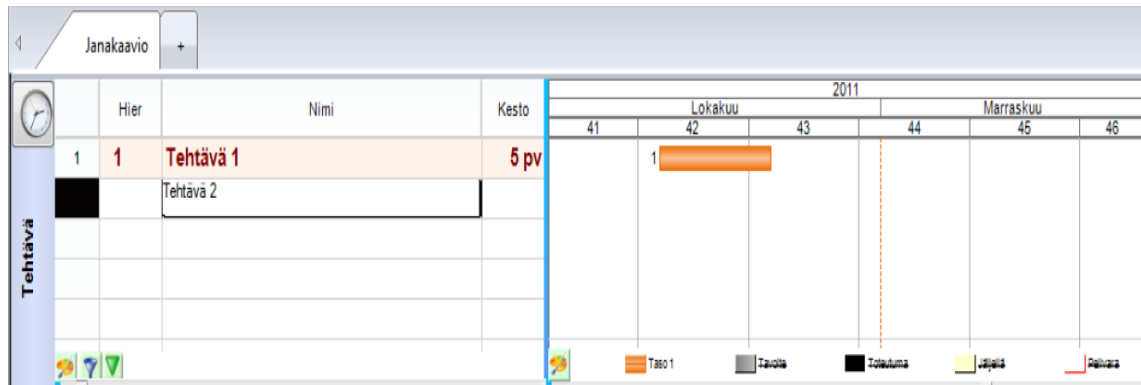 Janakaavio +
2011
Hier Nimi Kesto Lokakuu Marraskuu
41 42 43 44 45 46
1 1 Tehtävä 1 5 pv 1
Tehtävä 2
Tehtävä
Taso 1 Tavoite Toteutuma Jäljellä Pelivara